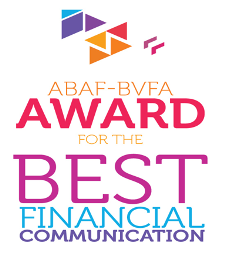 ABAF-BVFA
AWARD
FOR THE
BEST
FINANCIAL
COMMUNICATION